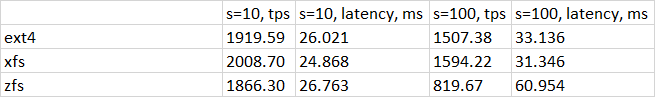 s=10, tps s=10, latency, ms s=100, tps s=100, latency, ms
ext4 1919.59 26.021 1507.38 33.136
xfs 2008.70 24.868 1594.22 31.346
zfs 1866.30 26.763 819.67 60.954